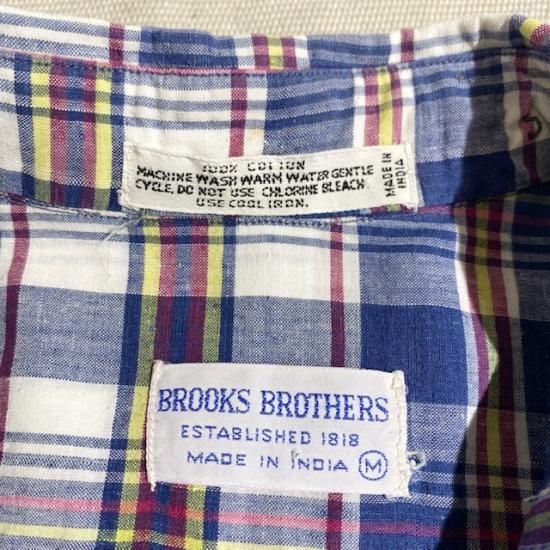 100% COTTON
MACHINE WASH WARM WATER GENTLE
CYCLE. DO NOT USE CHLORINE BLEACH
USE COOL IRON.
MADE IN
INDIA
BROOKS BROTHERS
ESTABLISHED 1818
MADE IN INDIA M